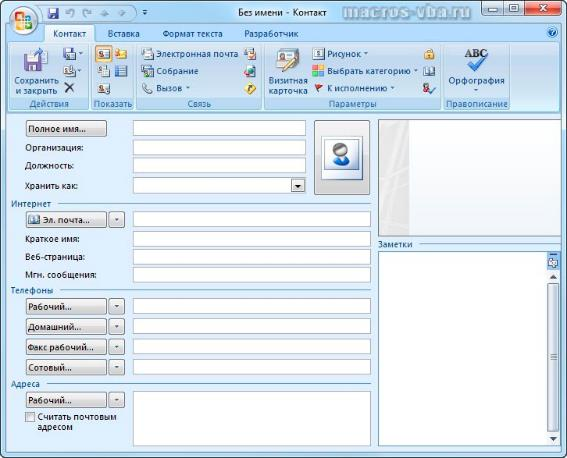 Без имени - Контакт
macros-vba.ru
Контакт Вставка Формат текста Разработчик
Сохранить и закрыть
Действия
Показать
Электронная почта
Собрание
Вызов
Связь
Визитная карточка
Рисунок
Выбрать категорию
К исполнению
Параметры
ABC
Орфография
Правописание
Полное имя...
Организация:
Должность:
Хранить как:
Интернет
Эл. почта...
Краткое имя:
Веб-страница:
Мгн. сообщения:
Телефоны
Рабочий...
Домашний...
Факс рабочий...
Сотовый...
Адреса
Рабочий...
Считать почтовым
адресом
Заметки